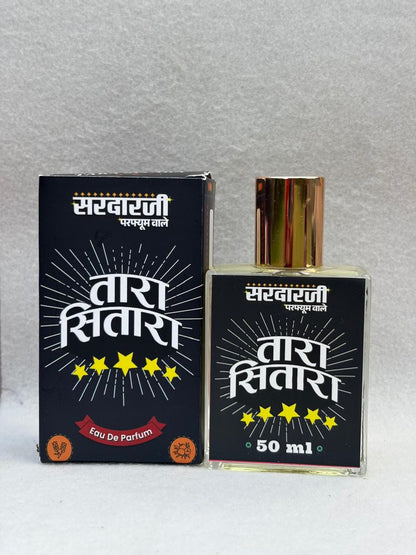 सरदारजी
परफ्यूम वाले
तारा
सितारा
Eau De Parfum
सरदारजी
परफ्यूम वाले
तारा
सितारा
50 ml